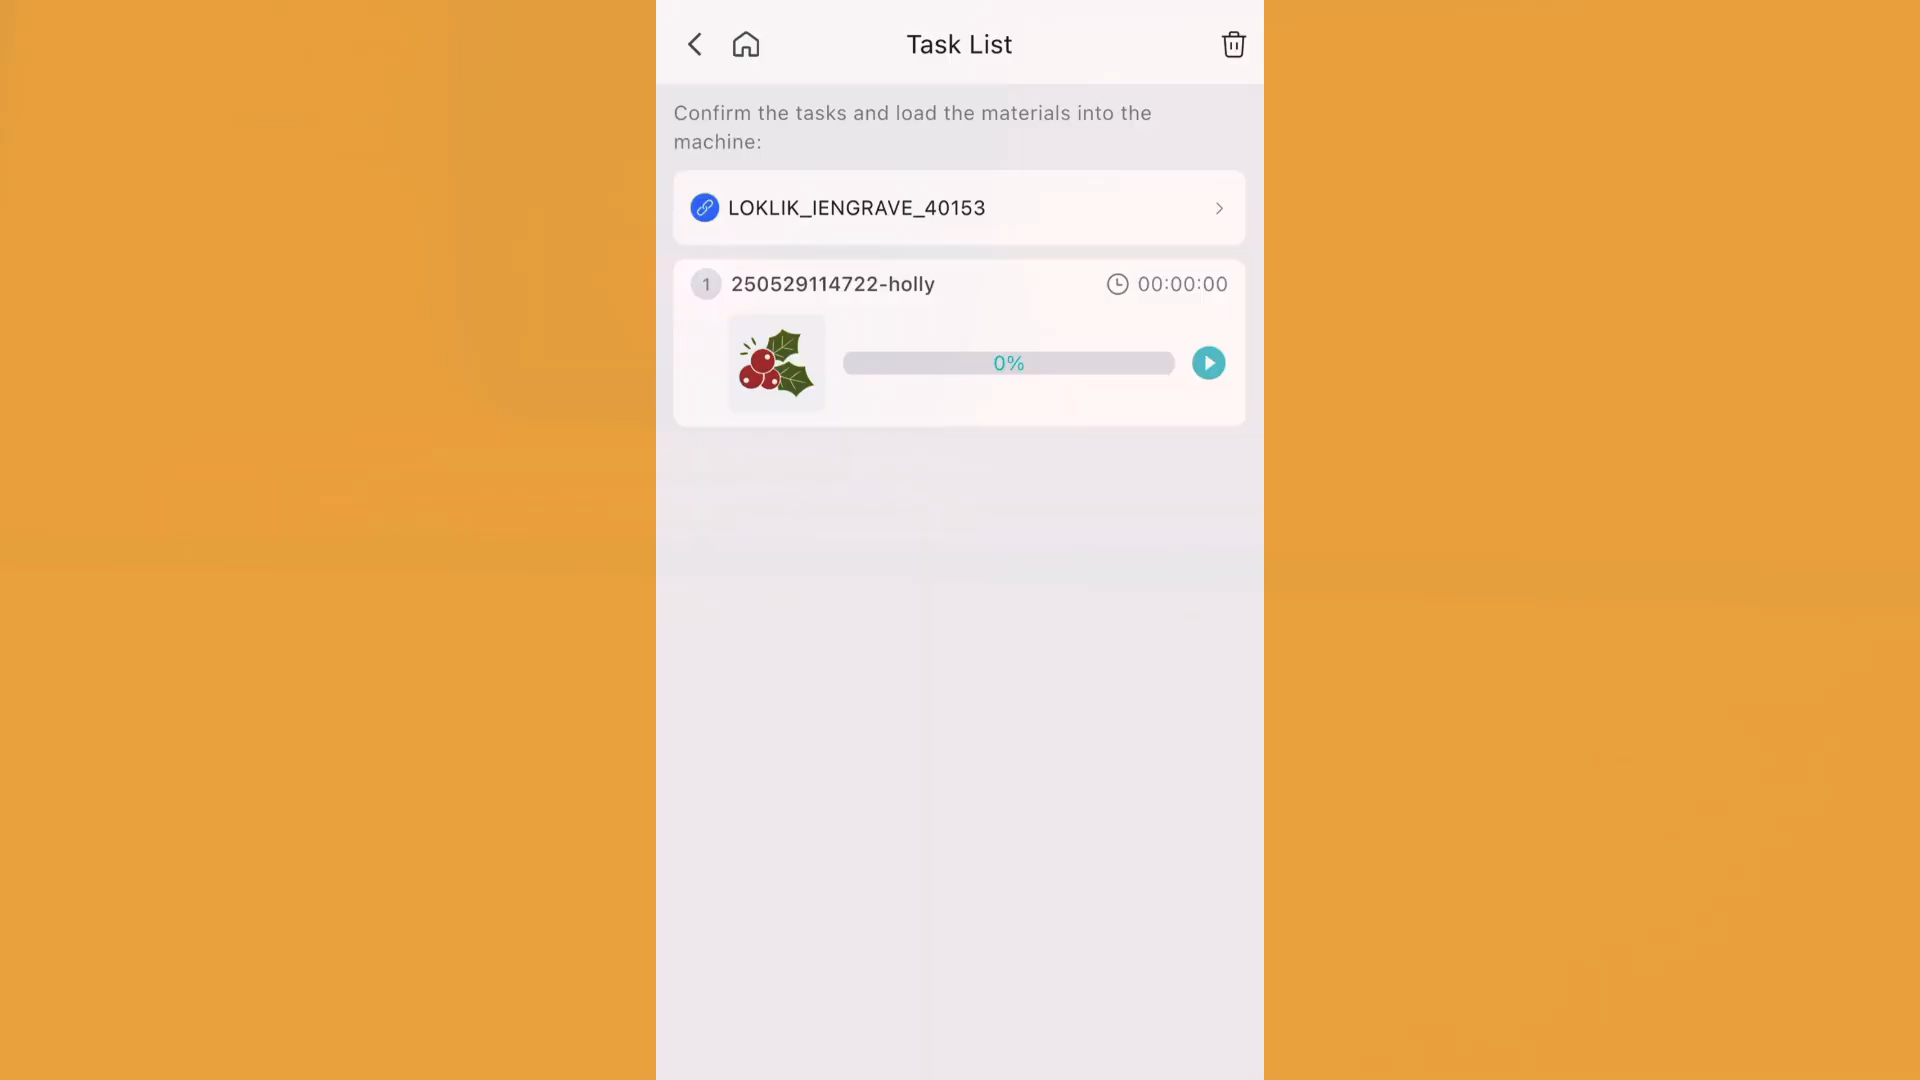 Task List
Confirm the tasks and load the materials into the
machine:
LOKLIK_IENGRAVE_40153
1 250529114722-holly 00:00:00
0%